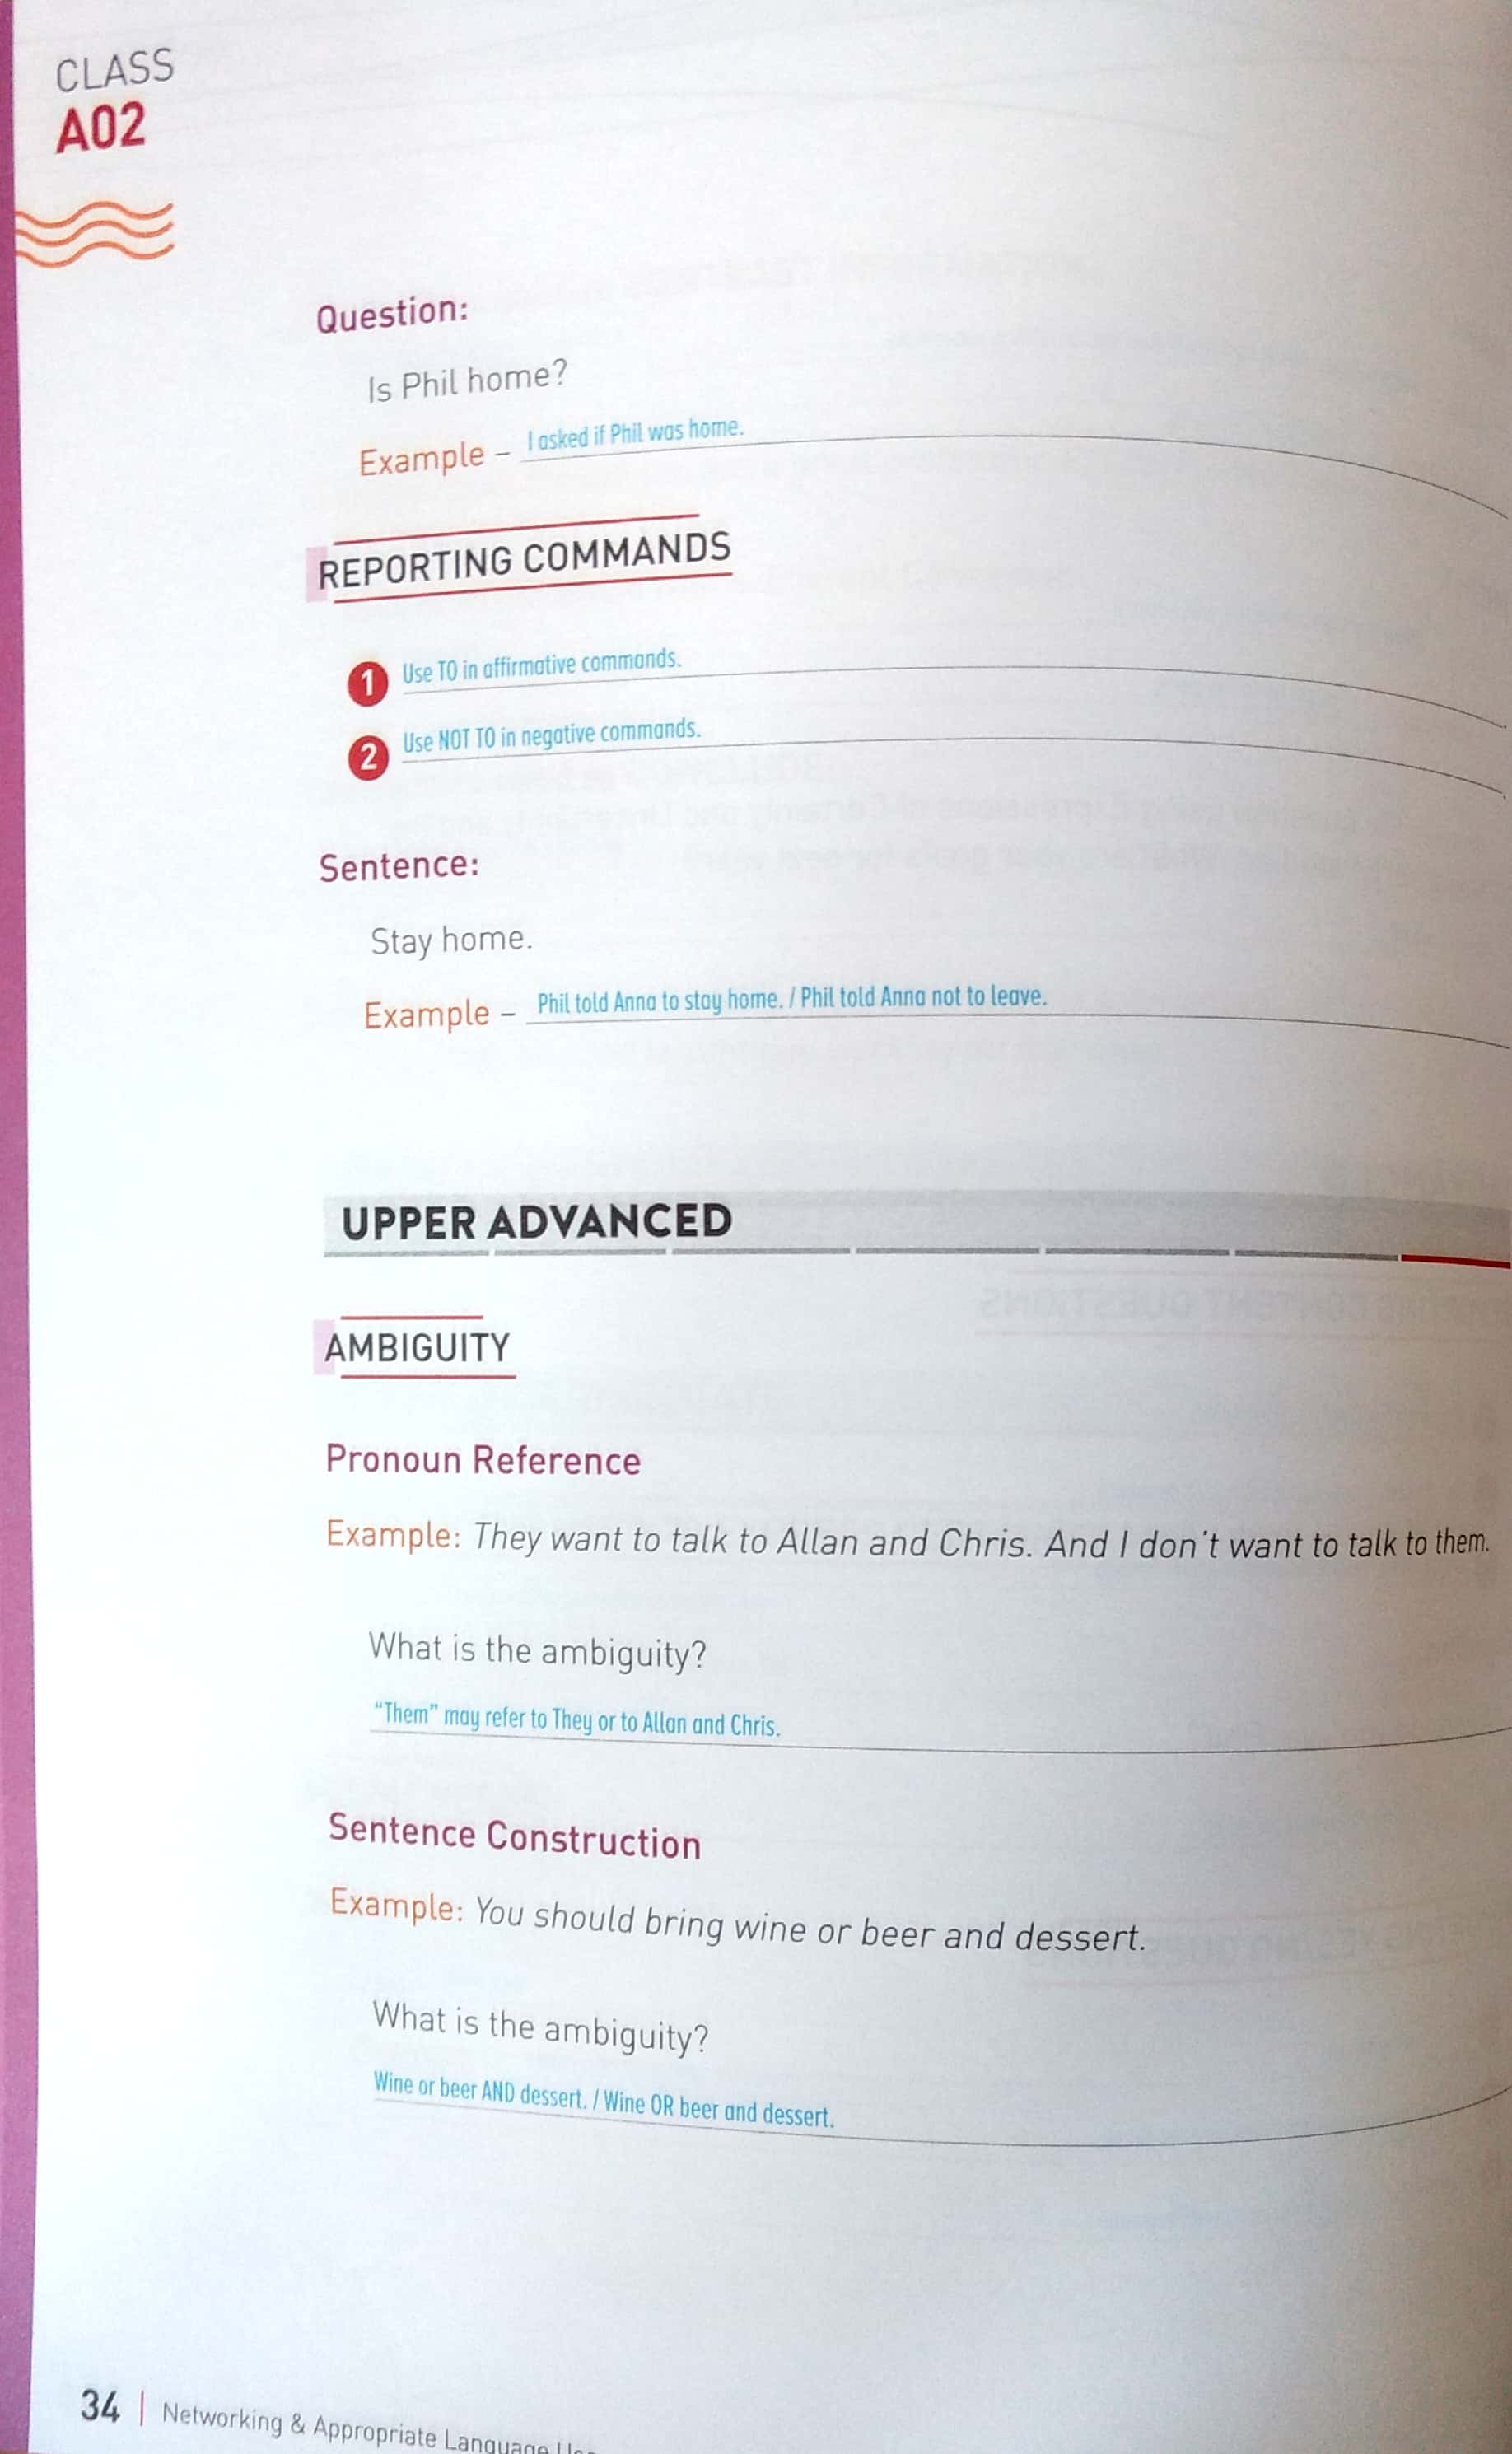 CLASS
A02
Question:
Is Phil home?
Example – I asked if Phil was home.
REPORTING COMMANDS
1 Use TO in affirmative commands.
2 Use NOT TO in negative commands.
Sentence:
Stay home.
Example – Phil told Anna to stay home. / Phil told Anna not to leave.
UPPER ADVANCED
AMBIGUITY
Pronoun Reference
Example: They want to talk to Allan and Chris. And I don't want to talk to them.
What is the ambiguity?
“Them” may refer to They or to Allan and Chris.
Sentence Construction
Example: You should bring wine or beer and dessert.
What is the ambiguity?
Wine or beer AND dessert. / Wine OR beer and dessert.
34 | Networking & Appropriate Language